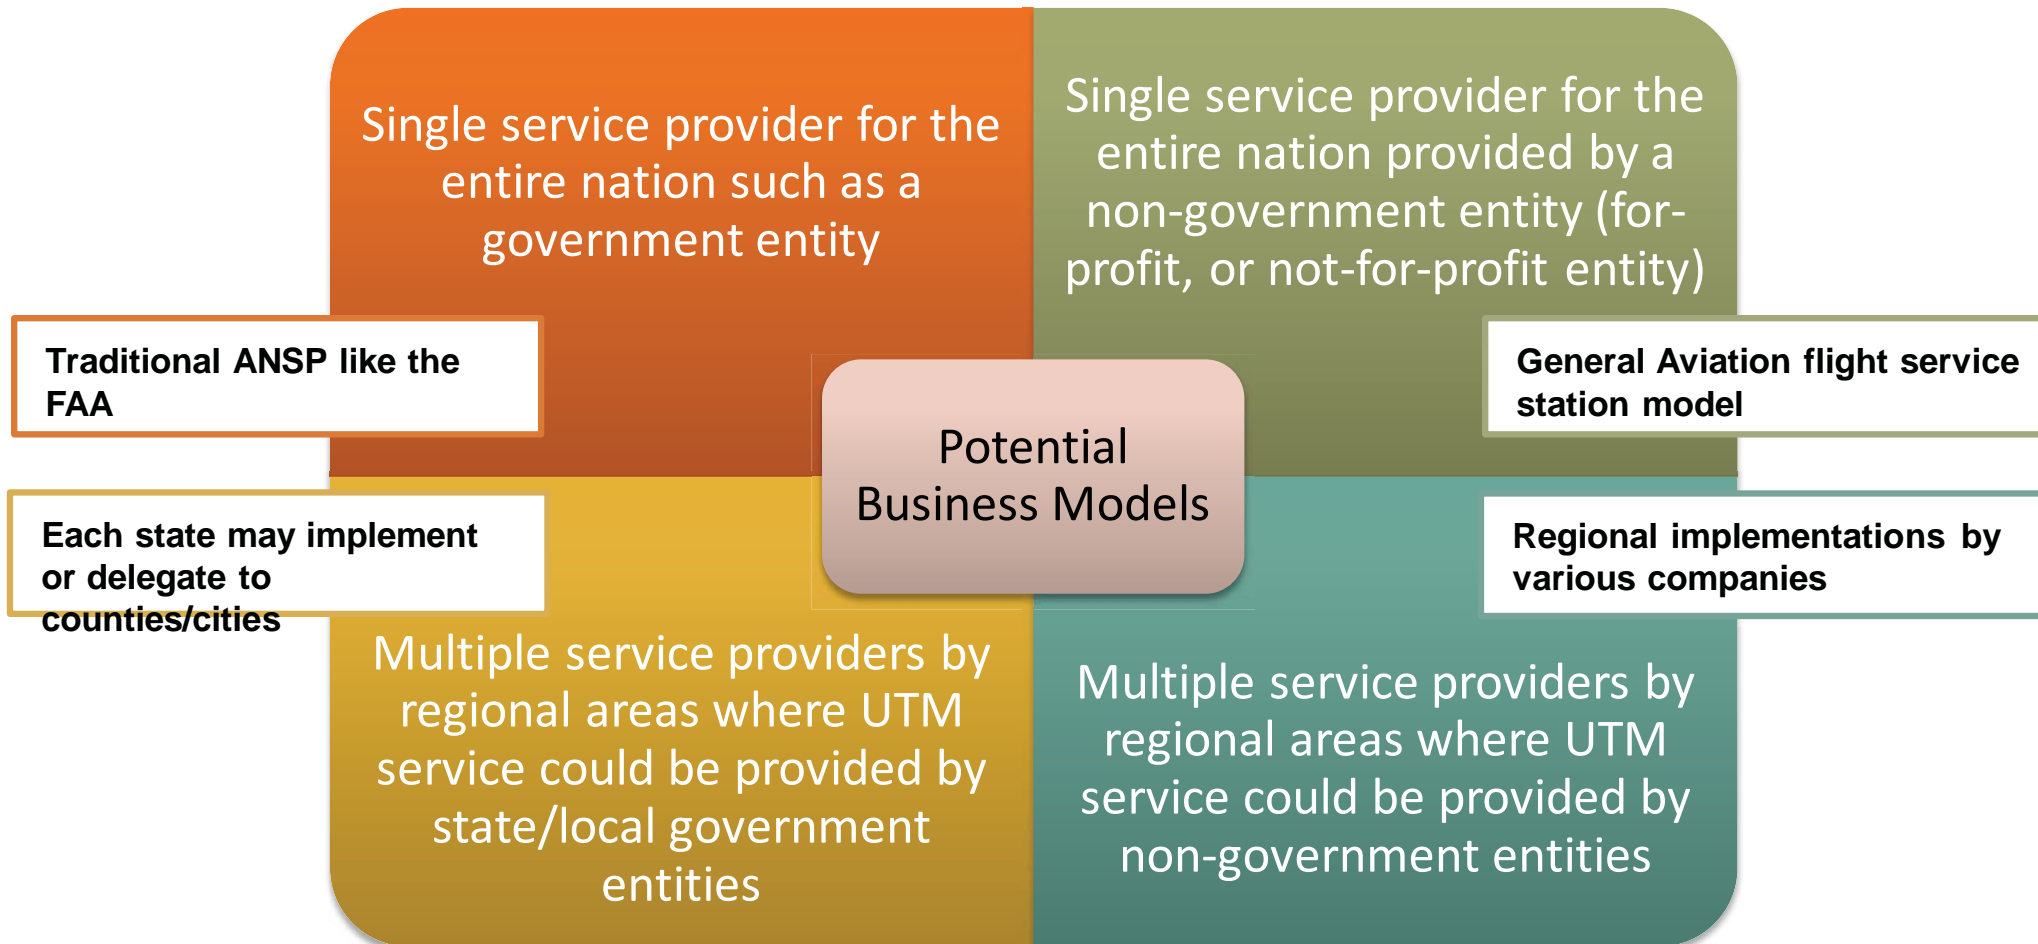 Single service provider for the
entire nation such as a
government entity
Single service provider for the
entire nation provided by a
non-government entity (for-
profit, or not-for-profit entity)
Traditional ANSP like the
FAA
General Aviation flight service
station model
Potential
Business Models
Each state may implement
or delegate to
counties/cities
Regional implementations by
various companies
Multiple service providers by
regional areas where UTM
service could be provided by
state/local government
entities
Multiple service providers by
regional areas where UTM
service could be provided by
non-government entities